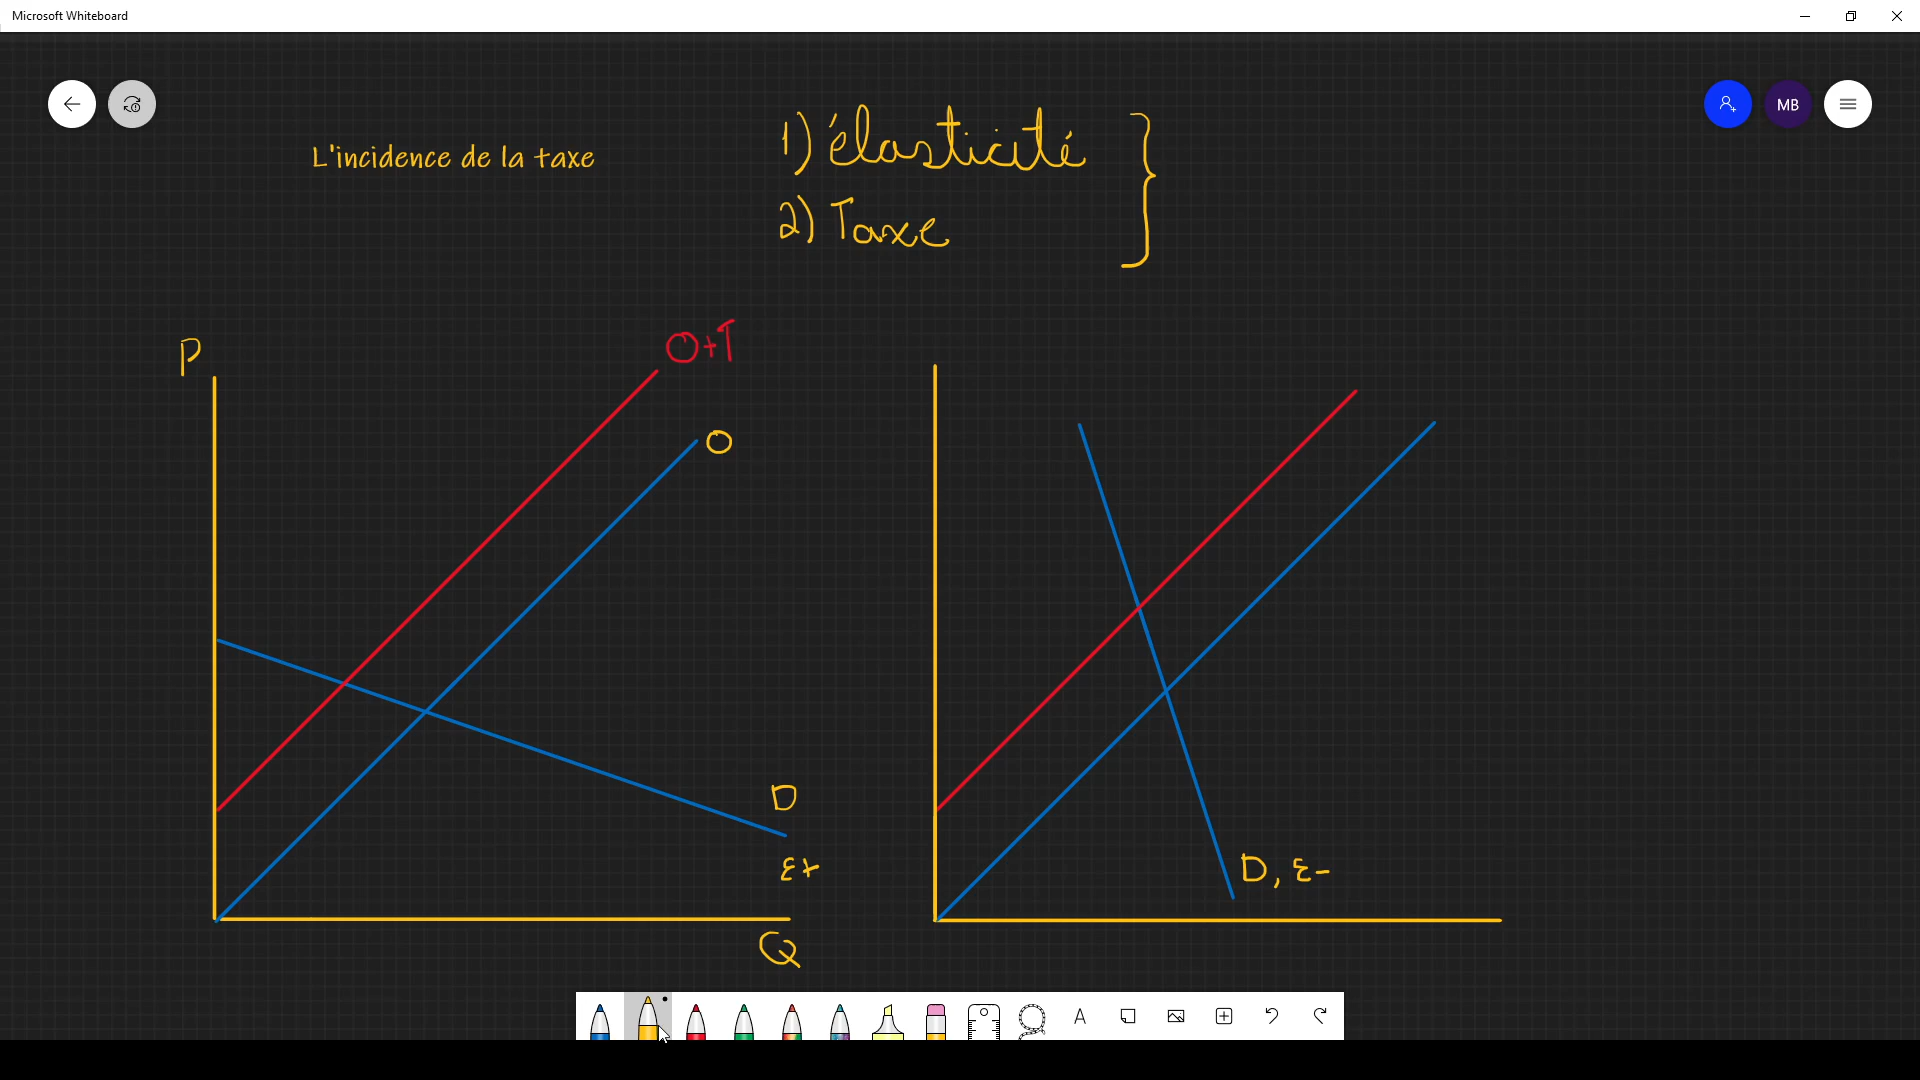 Microsoft Whiteboard
MB
L'incidence de la taxe
1) élasticité
2) Taxe
P
O+T
O
D
ε+
Q
D, ε-
A